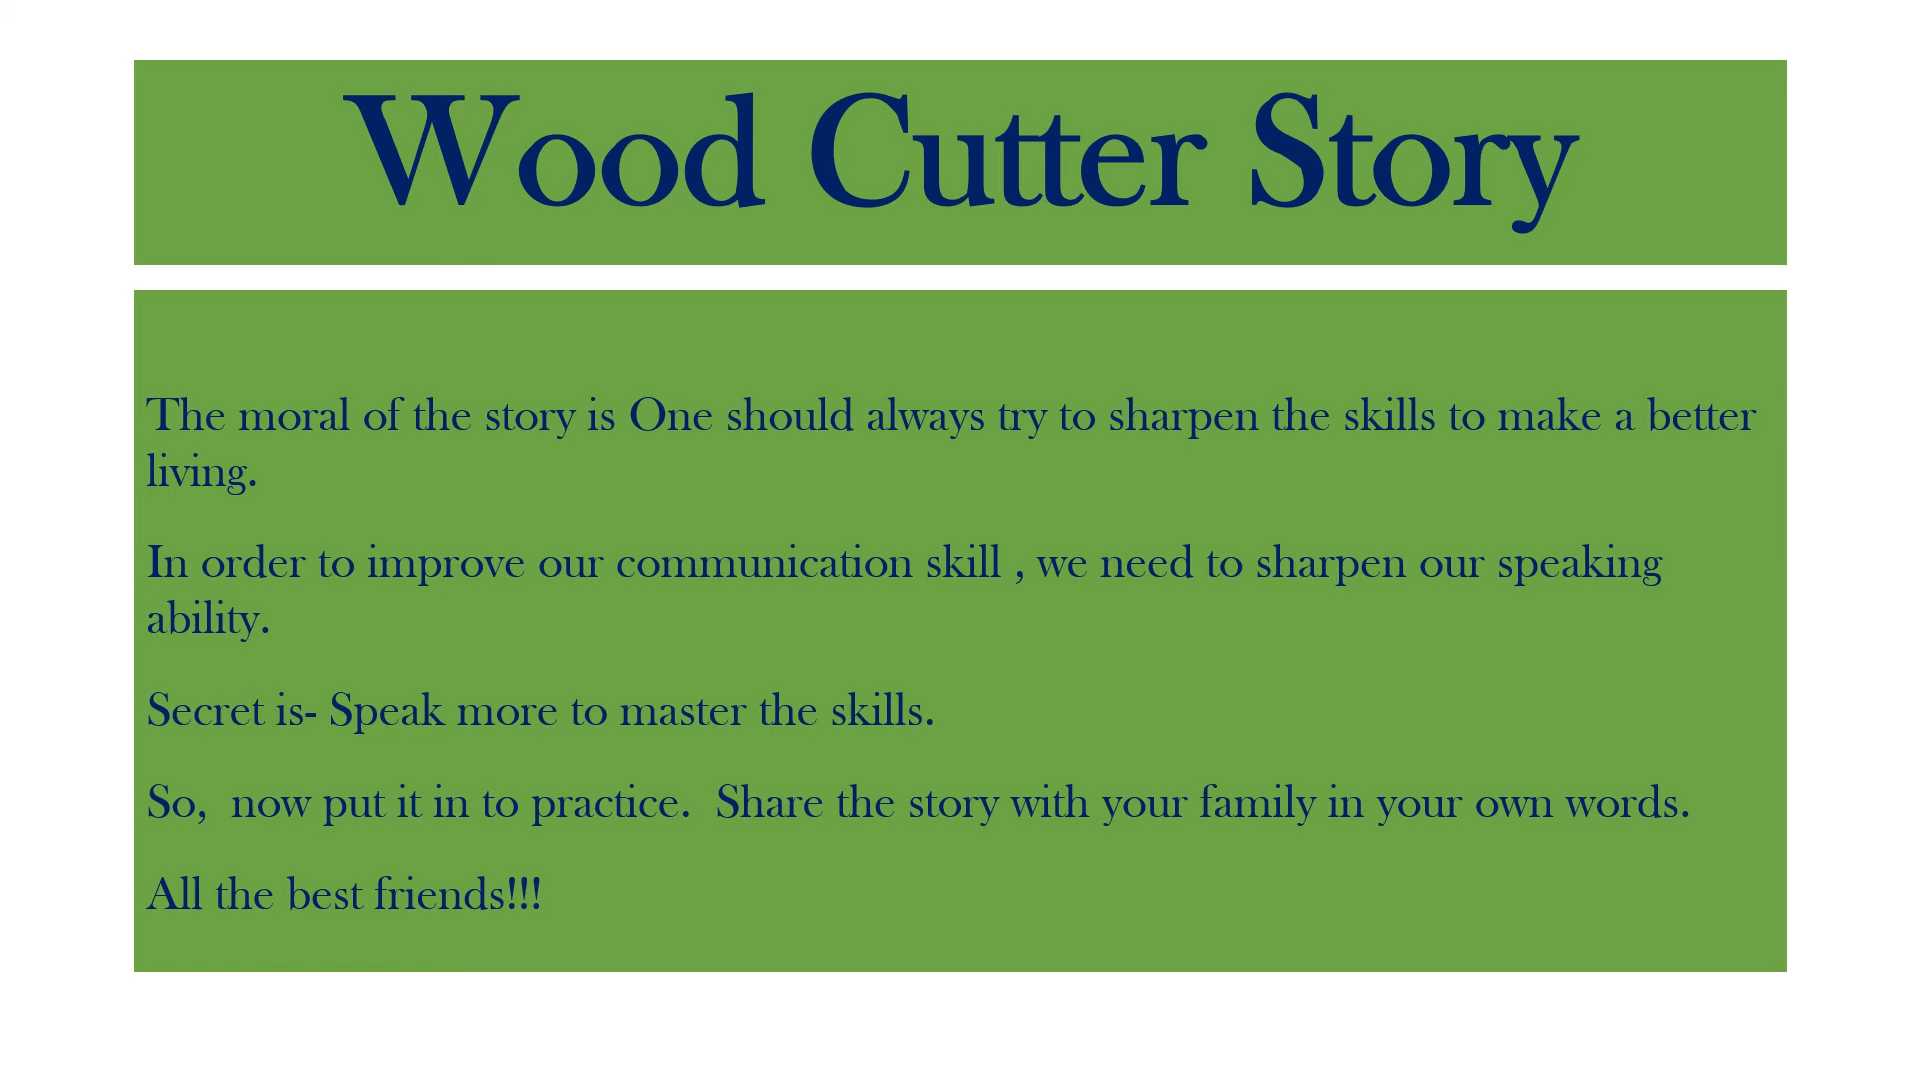 Wood Cutter Story
The moral of the story is One should always try to sharpen the skills to make a better
living.
In order to improve our communication skill , we need to sharpen our speaking
ability.
Secret is- Speak more to master the skills.
So,  now put it in to practice.  Share the story with your family in your own words.
All the best friends!!!